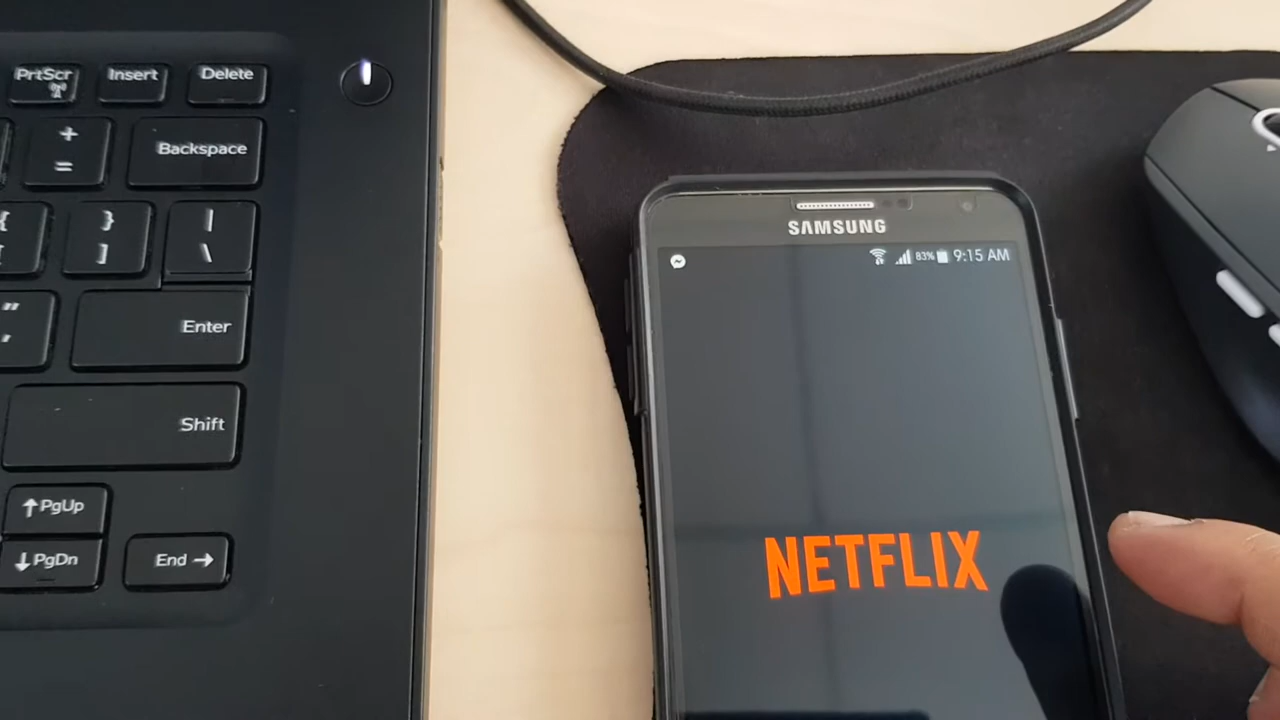 PrtScr
Insert
Delete
+
=
Backspace
{
[
}
]
|
\
"
'
Enter
Shift
↑PgUp
↓PgDn
End →
SAMSUNG
83% 9:15 AM
NETFLIX